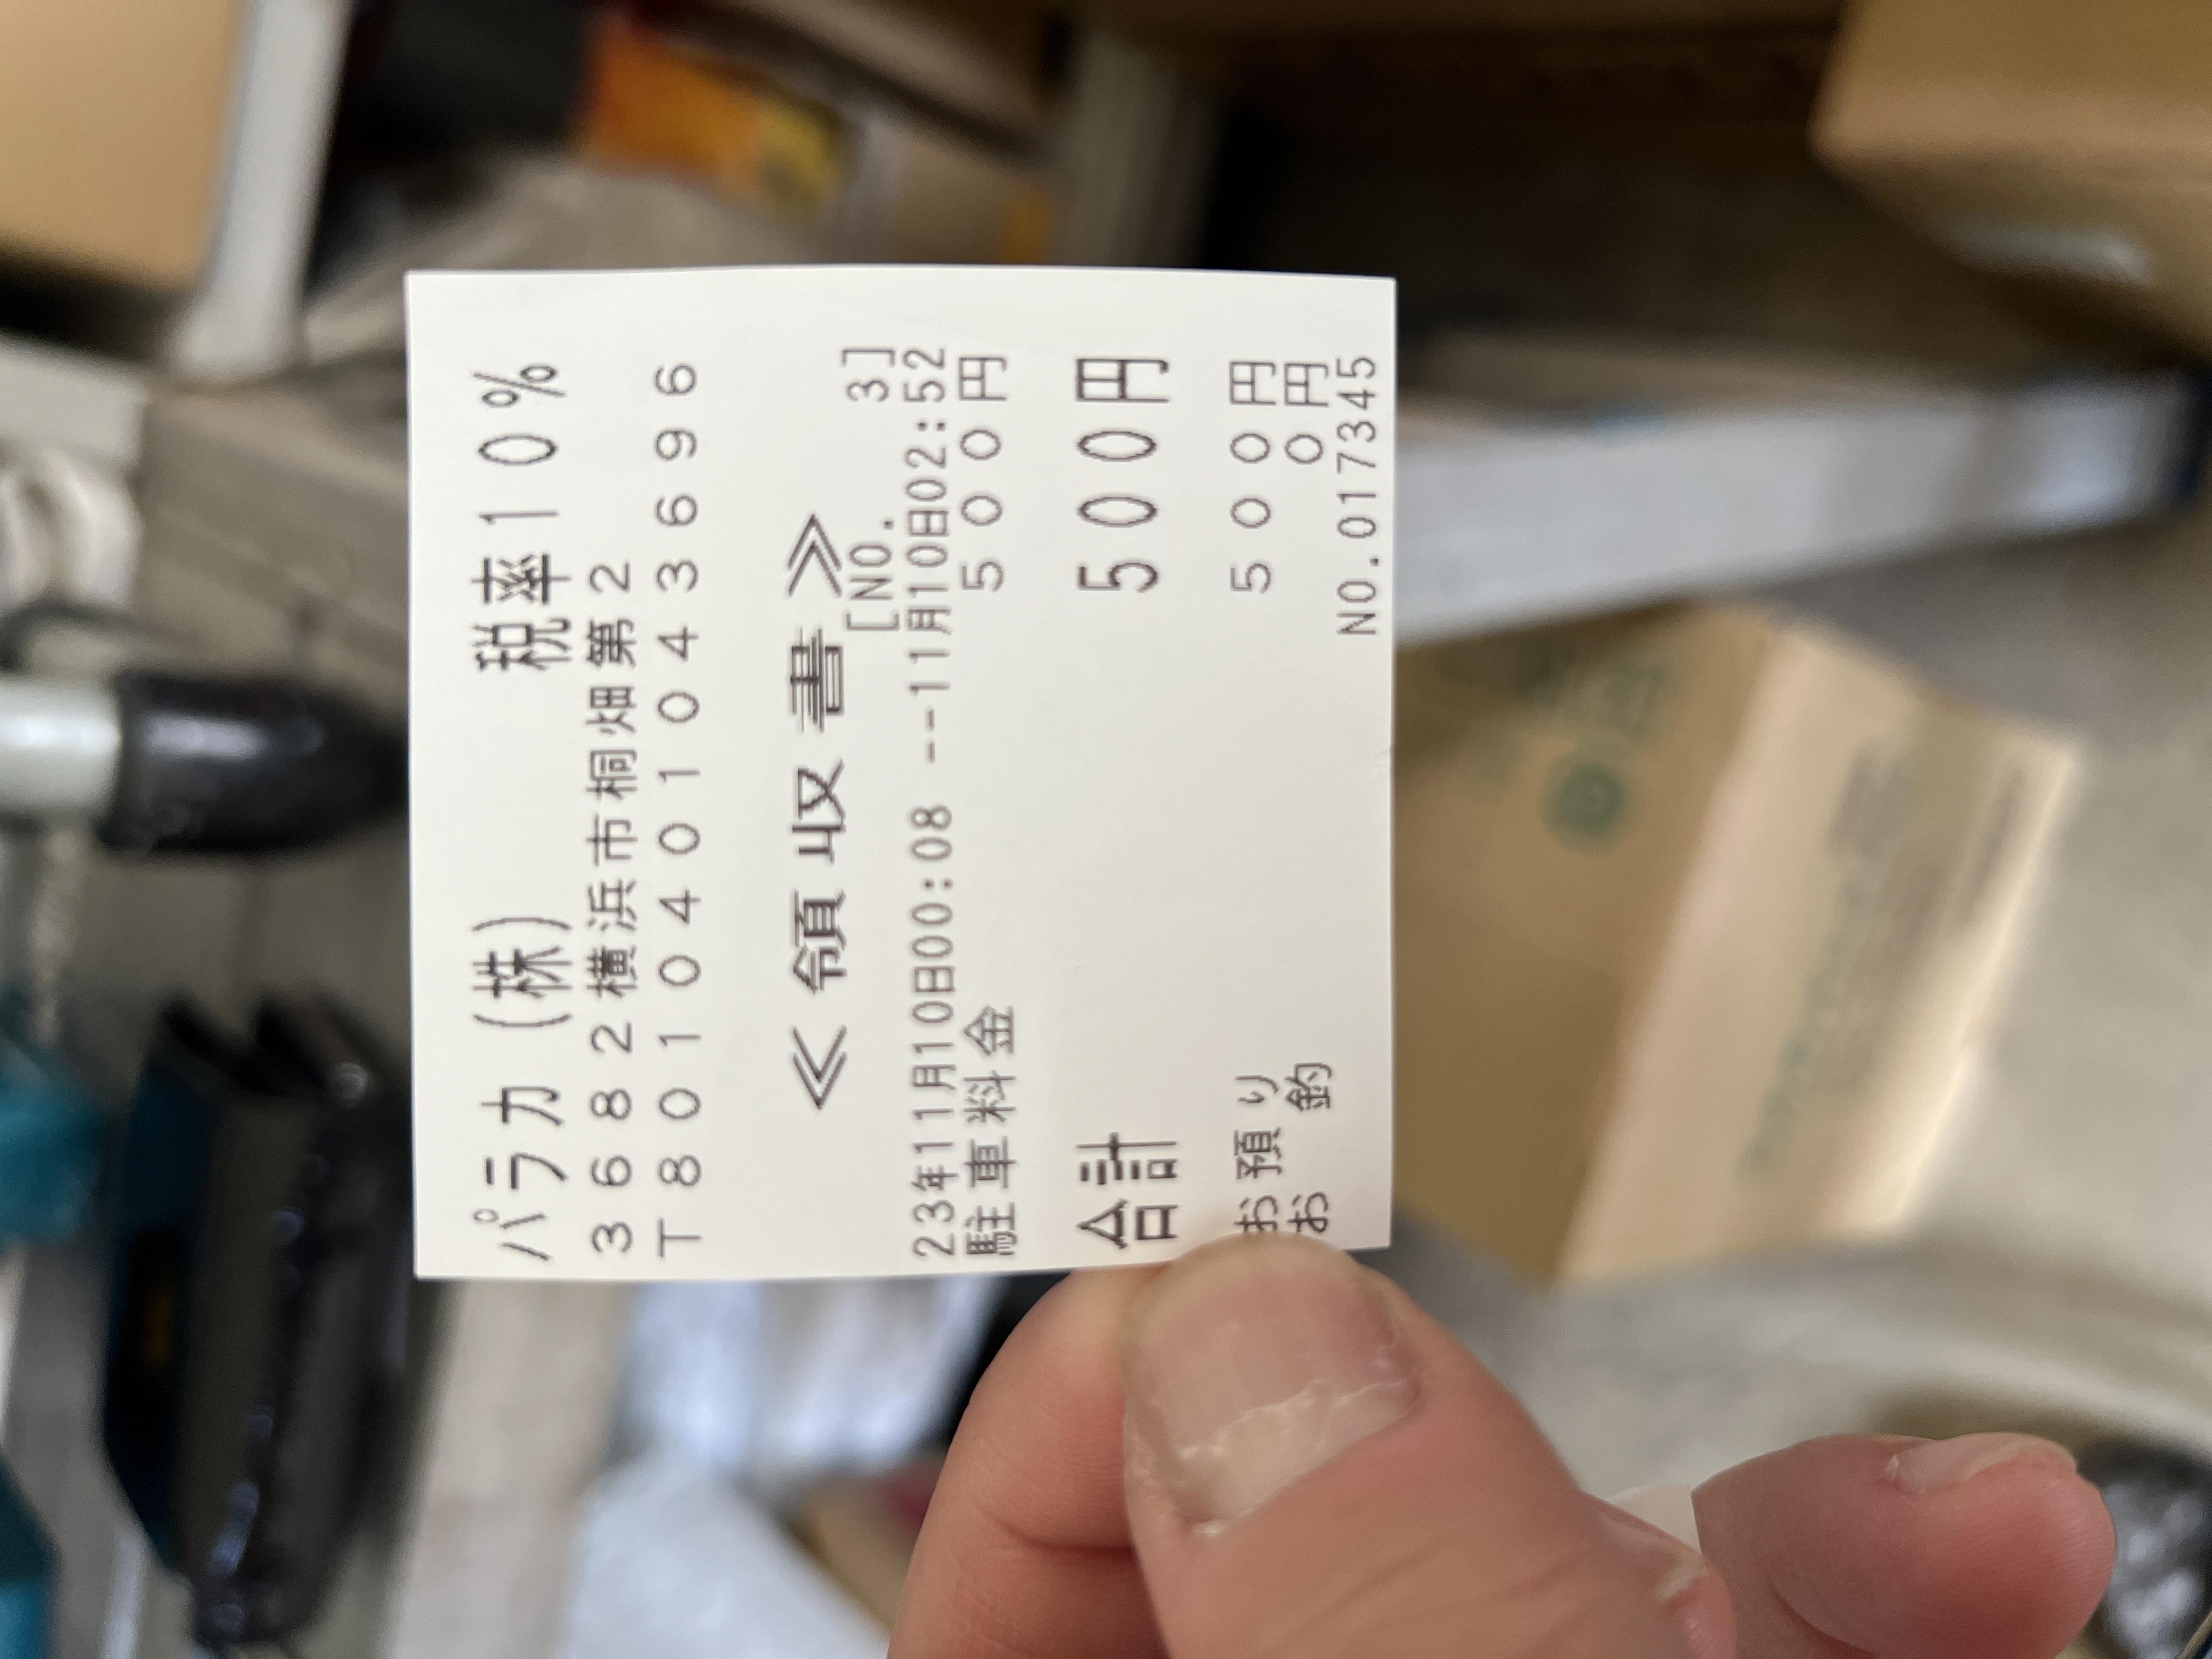 パラカ(株) 税率10%
３６８２横浜市桐畑第２
Ｔ８０１０４０１０４３６９６
≪領収書≫
[NO. 3]
23年11月10日00:08 --11月10日02:52
駐車料金 ５００円
合計 500円
お預り ５００円
お 釣 ０円
NO.017345